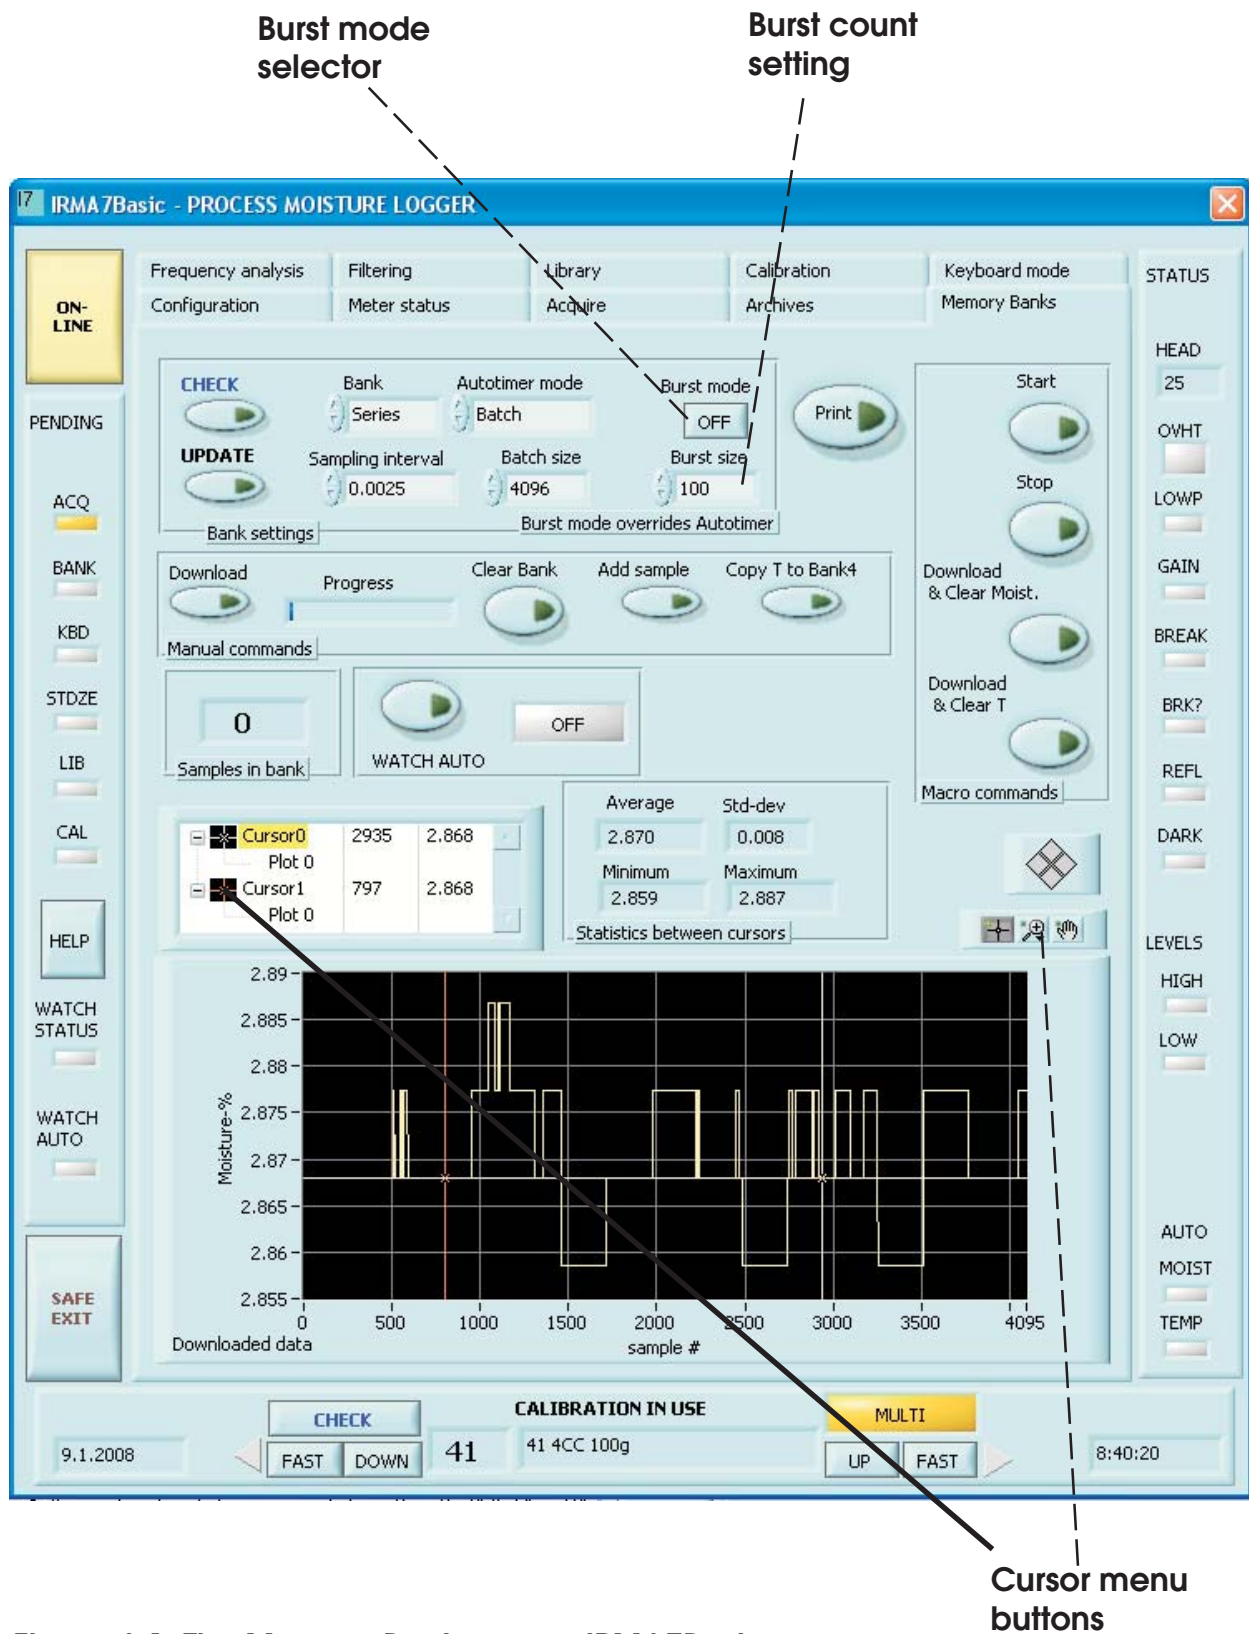 Burst mode
selector
Burst count
setting
I7 IRMA7Basic - PROCESS MOISTURE LOGGER
ON-
LINE
Frequency analysis Filtering Library Calibration Keyboard mode
Configuration Meter status Acquire Archives Memory Banks
STATUS
HEAD
25
OVHT
LOWP
GAIN
BREAK
BRK?
REFL
DARK
LEVELS
HIGH
LOW
AUTO
MOIST
TEMP
PENDING
ACQ
BANK
KBD
STDZE
LIB
CAL
HELP
WATCH
STATUS
WATCH
AUTO
SAFE
EXIT
CHECK Bank Autotimer mode Burst mode
Series Batch OFF
UPDATE Sampling interval Batch size Burst size
0.0025 4096 100
Bank settings Burst mode overrides Autotimer
Print
Start
Stop
Download
& Clear Moist.
Download
& Clear T
Macro commands
Download Progress Clear Bank Add sample Copy T to Bank4
Manual commands
0
Samples in bank
WATCH AUTO
OFF
Cursor0 2935 2.868
Plot 0
Cursor1 797 2.868
Plot 0
Average Std-dev
2.870 0.008
Minimum Maximum
2.859 2.887
Statistics between cursors
2.89
2.885
2.88
2.875
2.87
2.865
2.86
2.855
Moisture-%
0 500 1000 1500 2000 2500 3000 3500 4095
Downloaded data
sample #
CHECK CALIBRATION IN USE MULTI
9.1.2008 FAST DOWN 41 41 4CC 100g UP FAST 8:40:20
Cursor menu
buttons